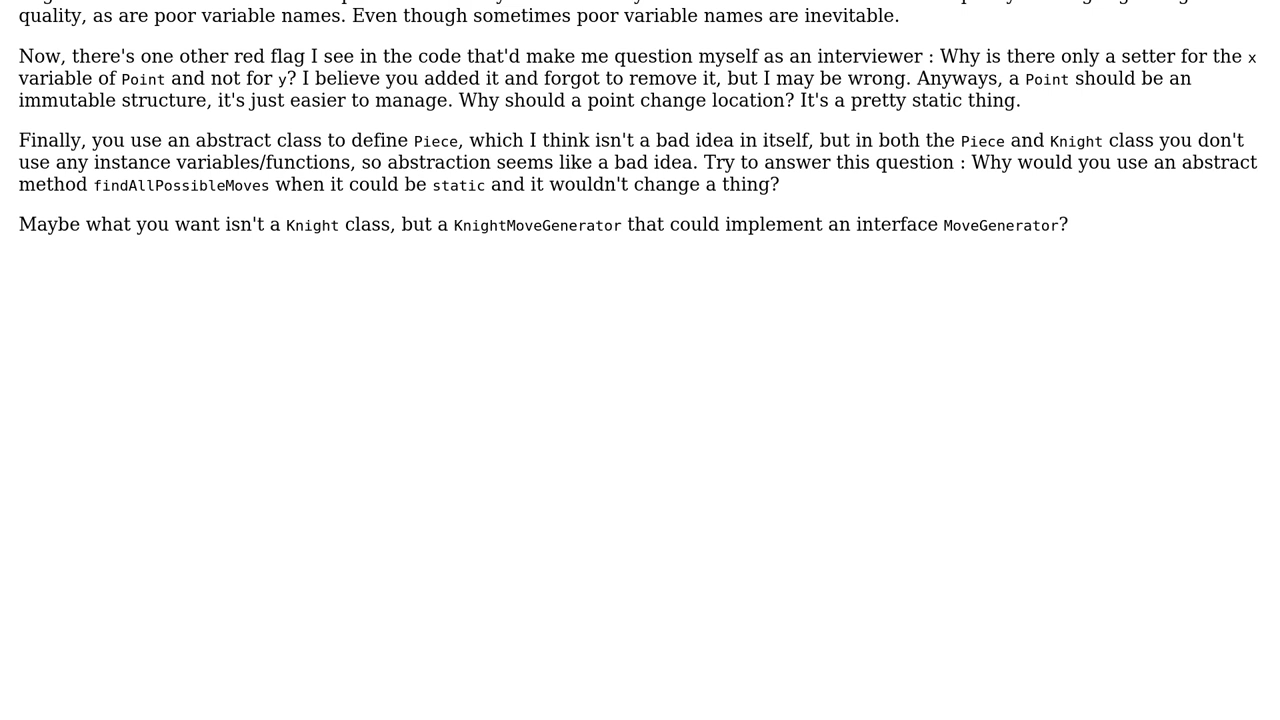 quality, as are poor variable names. Even though sometimes poor variable names are inevitable.
Now, there's one other red flag I see in the code that'd make me question myself as an interviewer : Why is there only a setter for the x
variable of Point and not for y? I believe you added it and forgot to remove it, but I may be wrong. Anyways, a Point should be an
immutable structure, it's just easier to manage. Why should a point change location? It's a pretty static thing.
Finally, you use an abstract class to define Piece, which I think isn't a bad idea in itself, but in both the Piece and Knight class you don't
use any instance variables/functions, so abstraction seems like a bad idea. Try to answer this question : Why would you use an abstract
method findAllPossibleMoves when it could be static and it wouldn't change a thing?
Maybe what you want isn't a Knight class, but a KnightMoveGenerator that could implement an interface MoveGenerator?